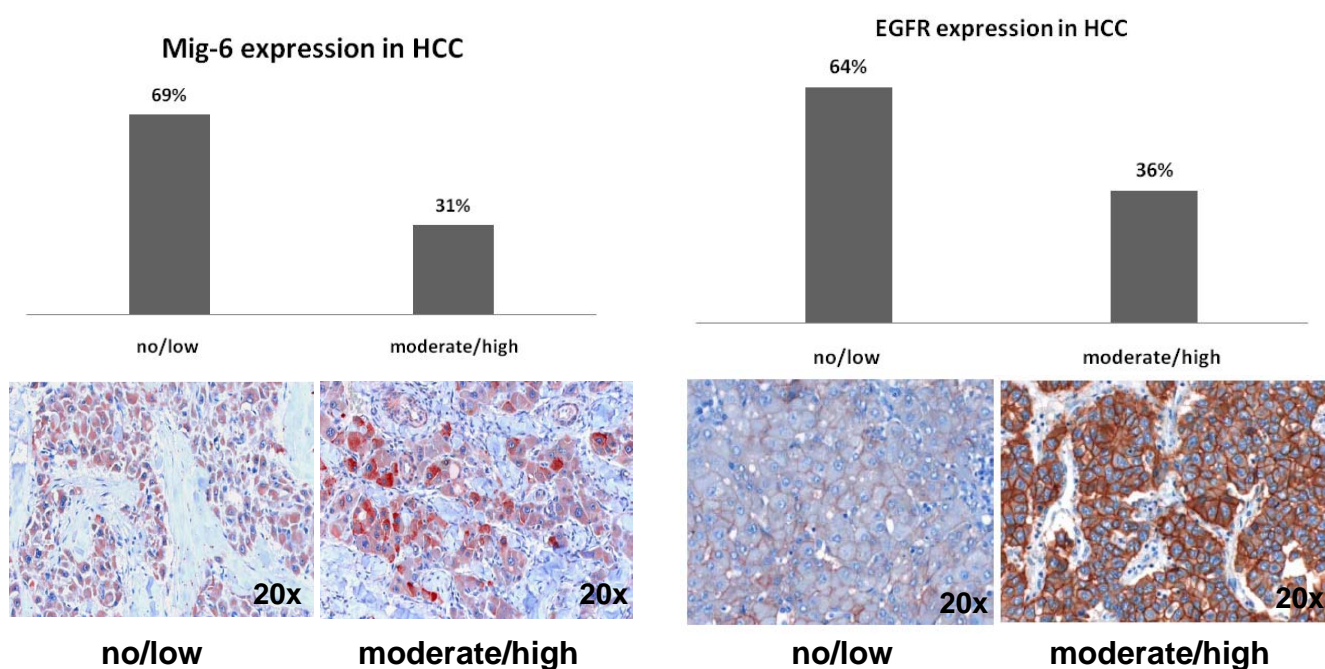 Mig-6 expression in HCC
69%
31%
no/low
moderate/high
20x
20x
no/low
moderate/high
EGFR expression in HCC
64%
36%
no/low
moderate/high
20x
20x
no/low
moderate/high